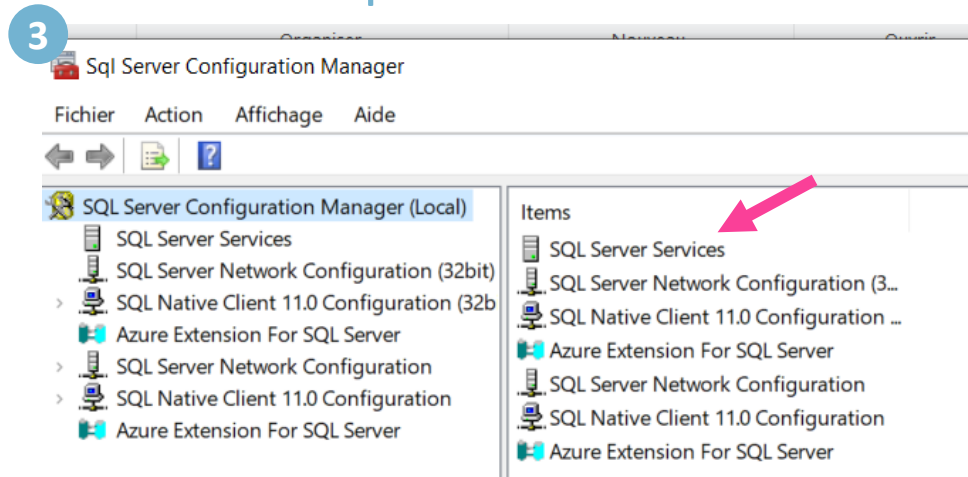 3
Organiser Nouveau Ouvrir
Sql Server Configuration Manager
Fichier Action Affichage Aide
SQL Server Configuration Manager (Local)
SQL Server Services
SQL Server Network Configuration (32bit)
SQL Native Client 11.0 Configuration (32b
Azure Extension For SQL Server
SQL Server Network Configuration
SQL Native Client 11.0 Configuration
Azure Extension For SQL Server
Items
SQL Server Services
SQL Server Network Configuration (3...
SQL Native Client 11.0 Configuration ...
Azure Extension For SQL Server
SQL Server Network Configuration
SQL Native Client 11.0 Configuration
Azure Extension For SQL Server